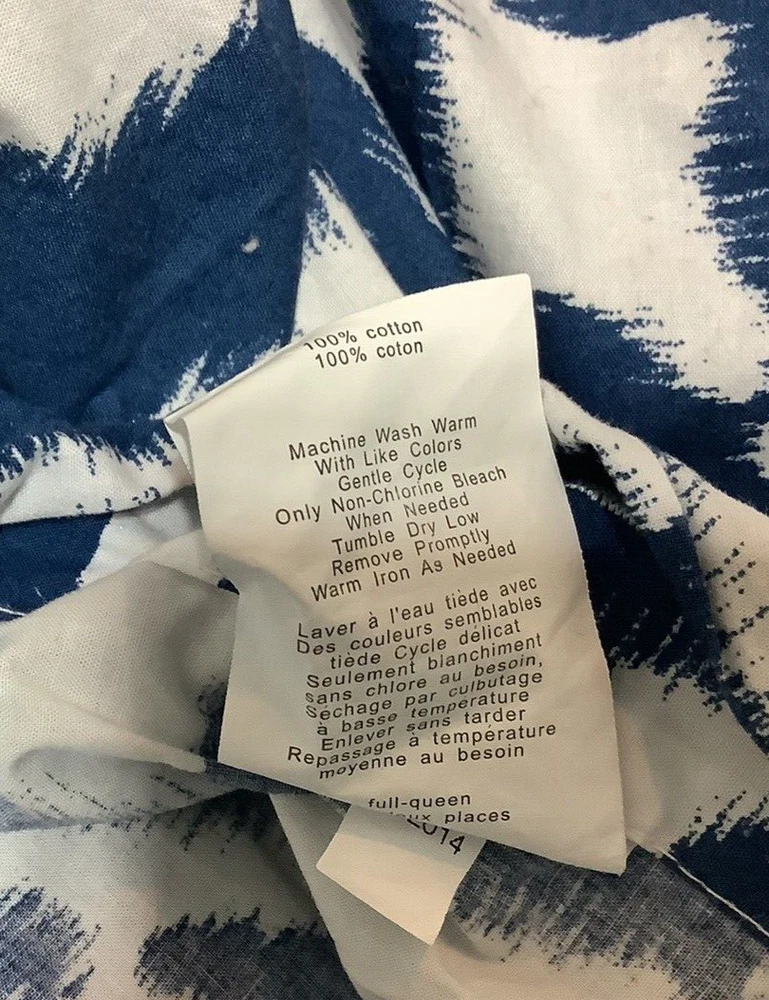 100% cotton
100% coton
Machine Wash Warm
With Like Colors
Gentle Cycle
Only Non-Chlorine Bleach
When Needed
Tumble Dry Low
Remove Promptly
Warm Iron As Needed
Laver à l'eau tiède avec
Des couleurs semblables
tiède Cycle délicat
Seulement blanchiment
sans chlore au besoin,
Séchage par culbutage
à basse température
Enlever sans tarder
Repassage à température
moyenne au besoin
full-queen
places
2014